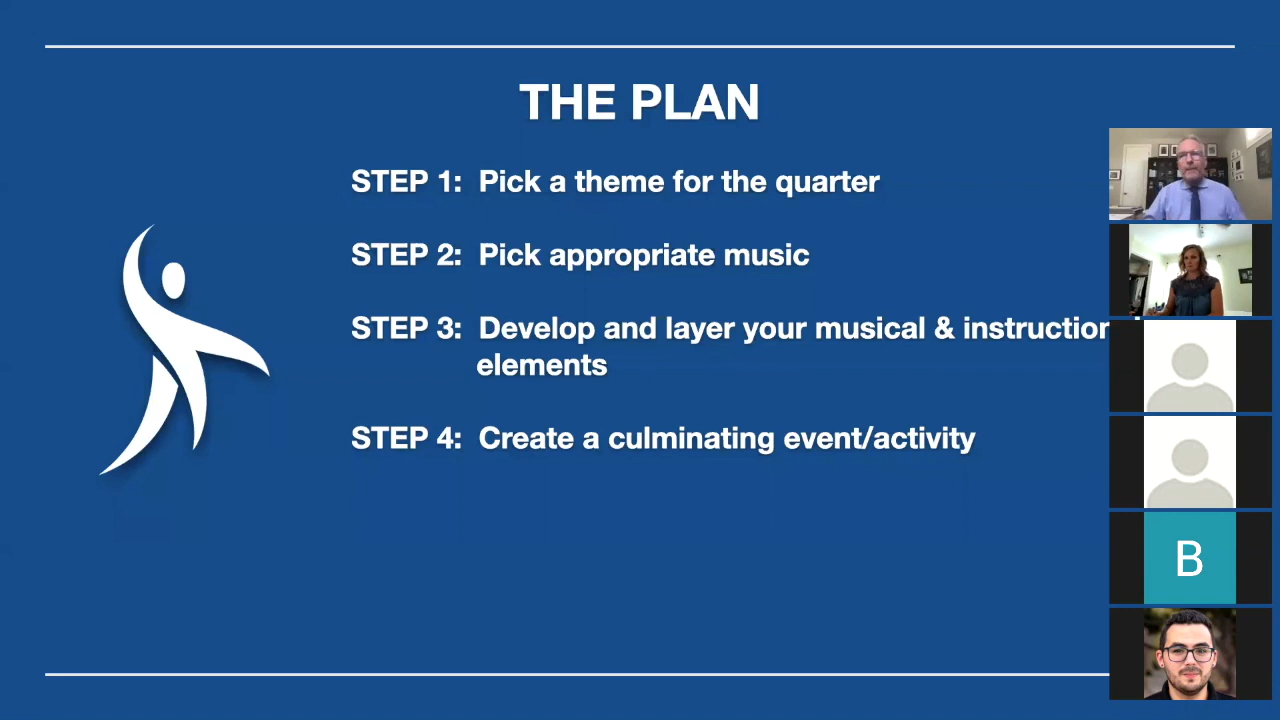 THE PLAN
STEP 1: Pick a theme for the quarter
STEP 2: Pick appropriate music
STEP 3: Develop and layer your musical &
elements
STEP 4: Create a culminating event/activity
B